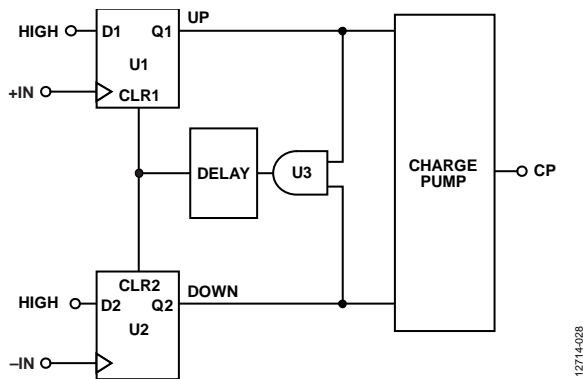 UP
HIGH
D1
Q1
U1
+IN
CLR1
DELAY
U3
CHARGE
PUMP
CP
CLR2
DOWN
HIGH
D2
Q2
U2
–IN
12714-028